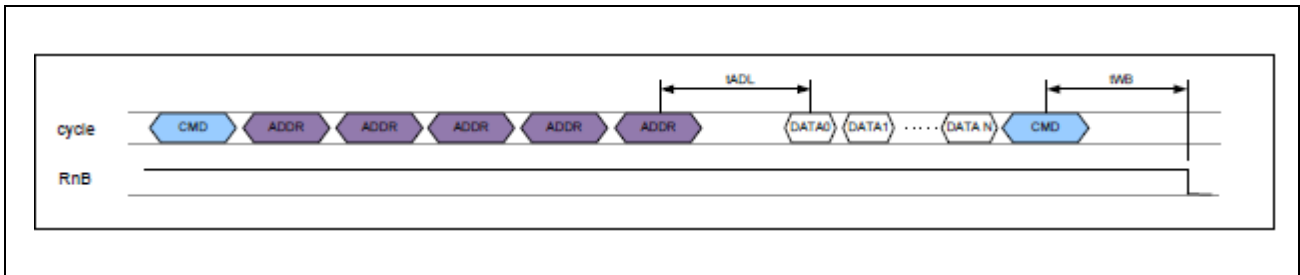 tADL tWB
cycle CMD ADDR ADDR ADDR ADDR ADDR DATA0 DATA1 ..... DATA N CMD
RnB